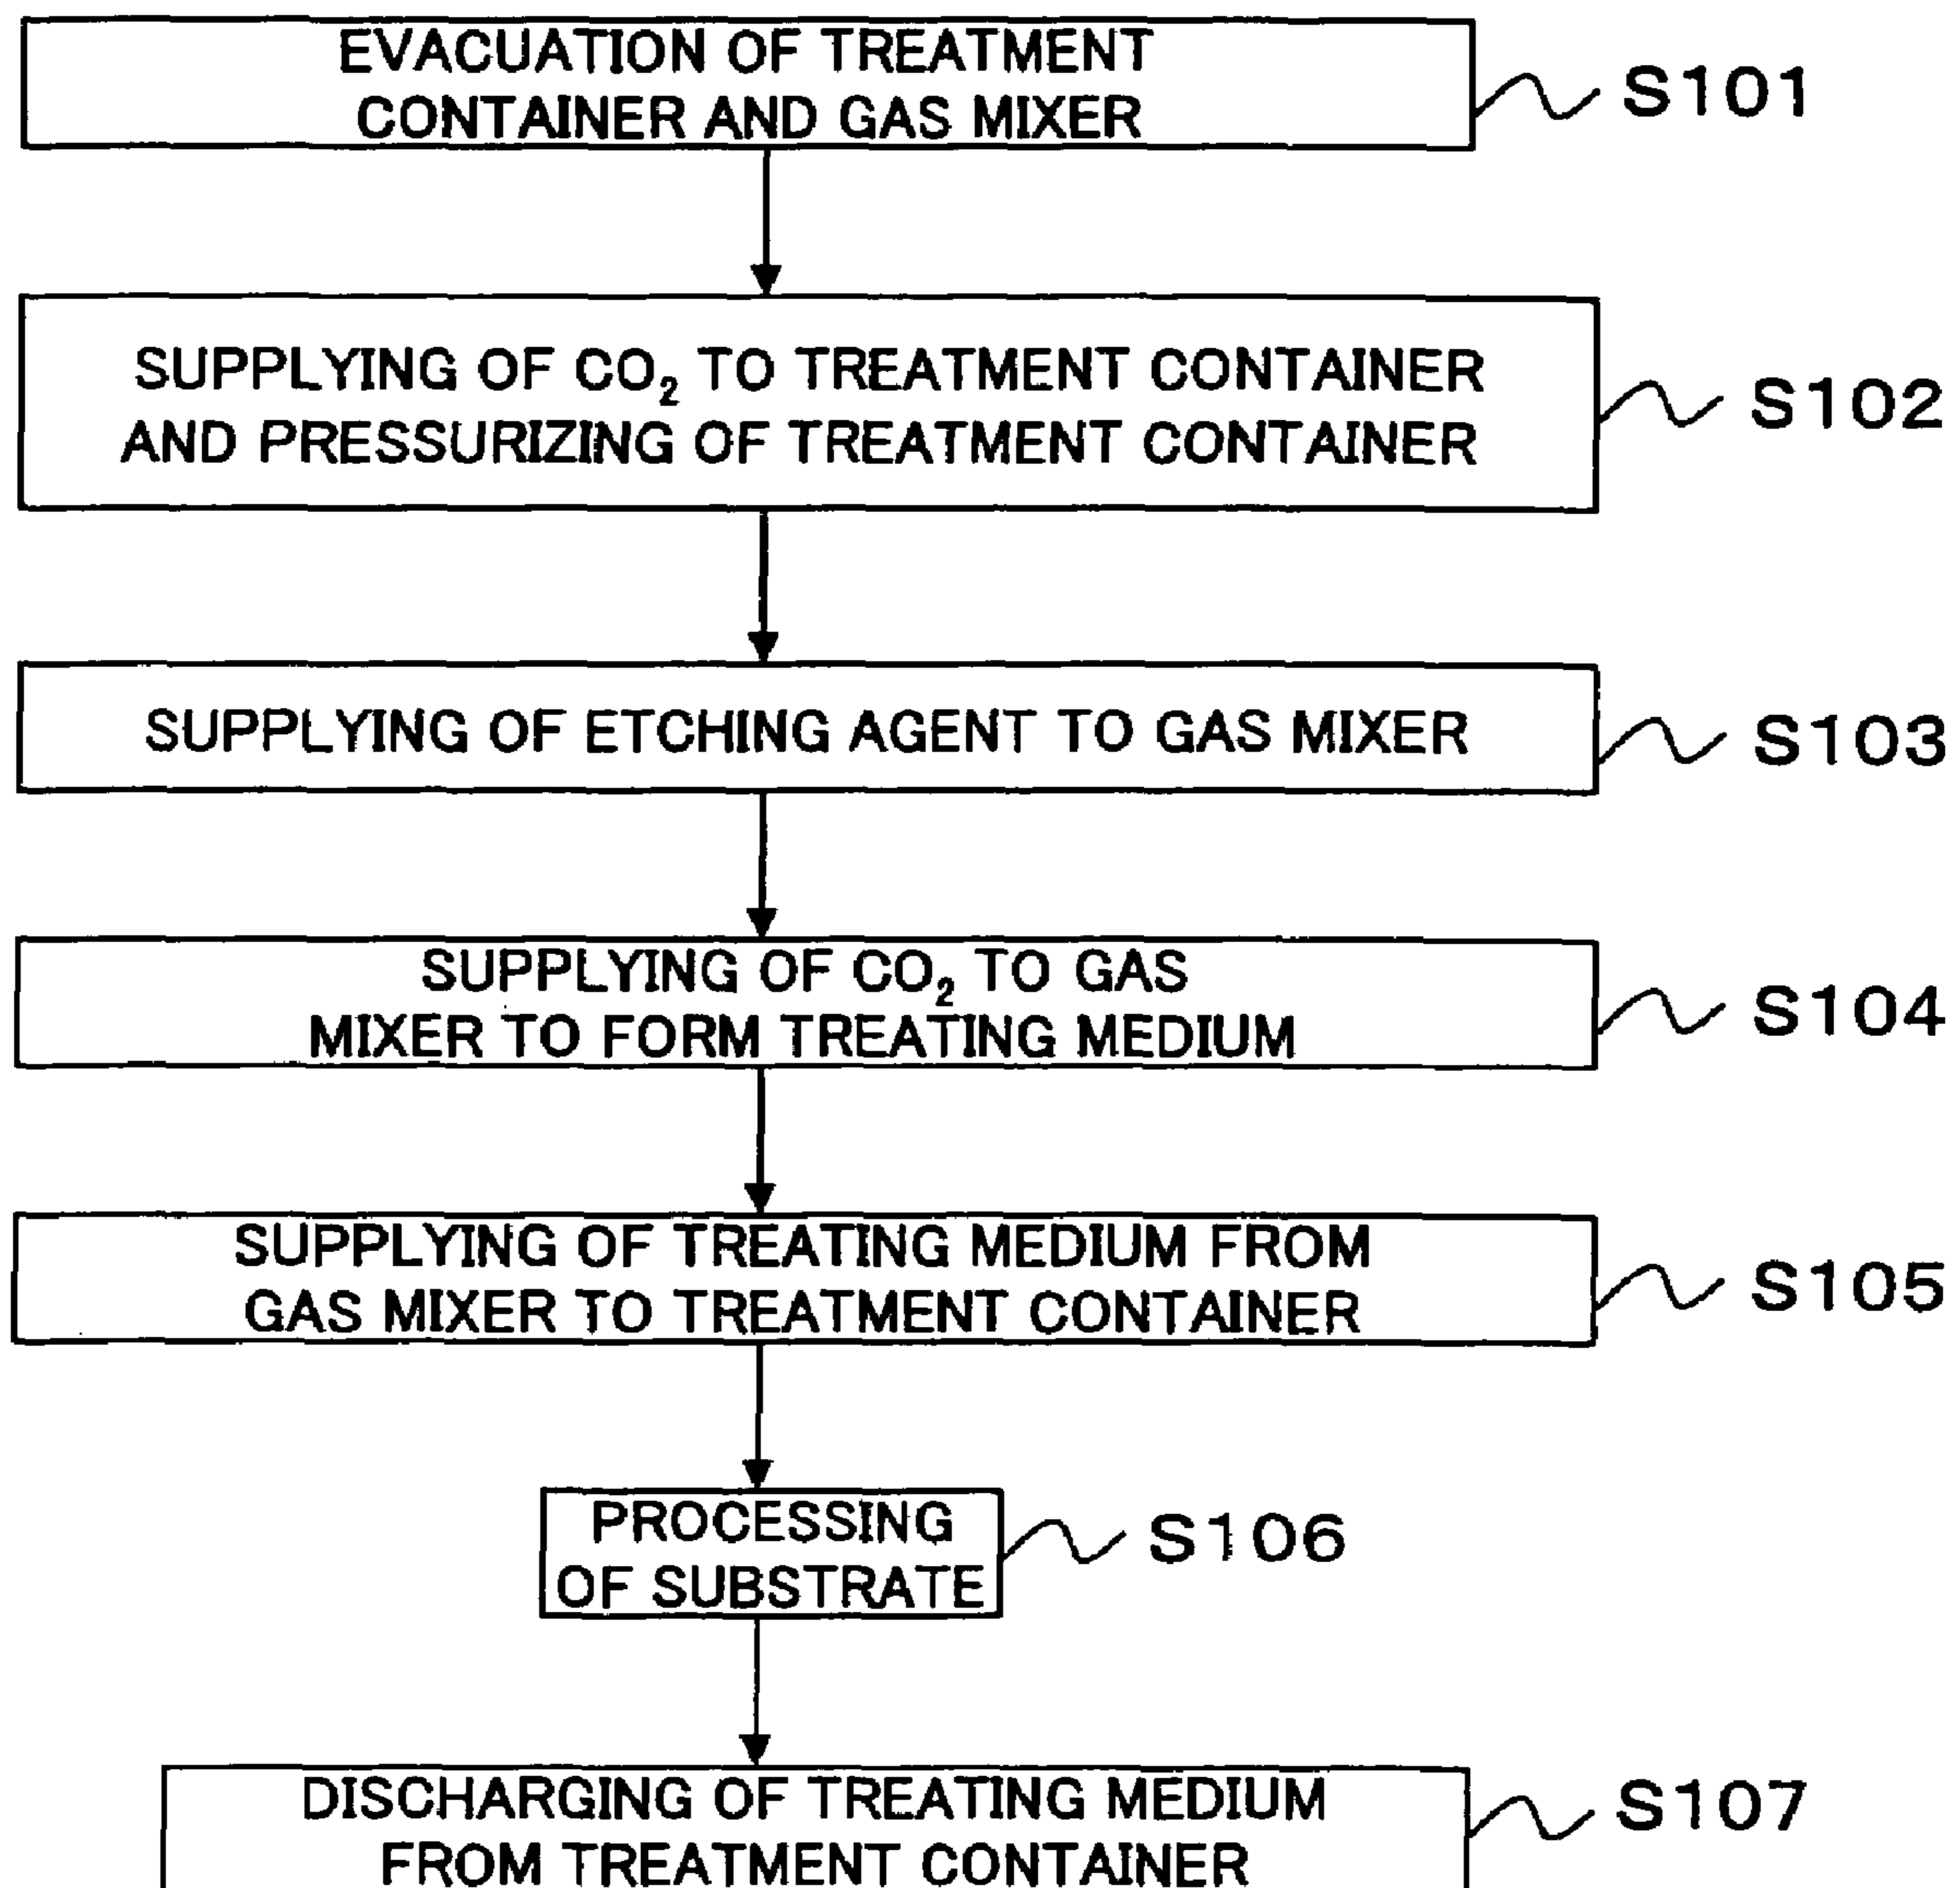 EVACUATION OF TREATMENT
CONTAINER AND GAS MIXER
S101
SUPPLYING OF CO₂ TO TREATMENT CONTAINER
AND PRESSURIZING OF TREATMENT CONTAINER
S102
SUPPLYING OF ETCHING AGENT TO GAS MIXER
S103
SUPPLYING OF CO₂ TO GAS
MIXER TO FORM TREATING MEDIUM
S104
SUPPLYING OF TREATING MEDIUM FROM
GAS MIXER TO TREATMENT CONTAINER
S105
PROCESSING
OF SUBSTRATE
S106
DISCHARGING OF TREATING MEDIUM
FROM TREATMENT CONTAINER
S107